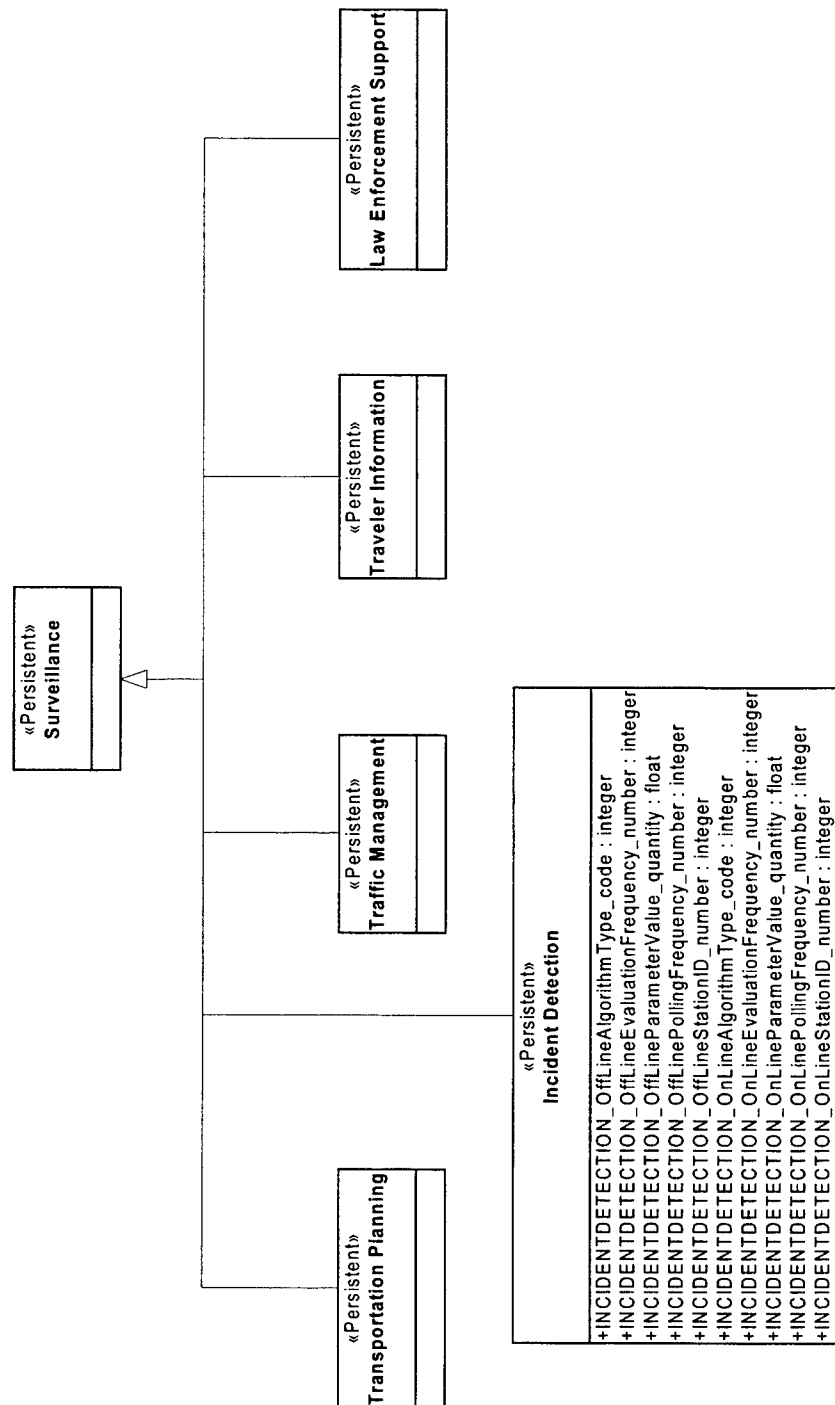 «Persistent»
Surveillance
«Persistent»
Transportation Planning
«Persistent»
Traffic Management
«Persistent»
Traveler Information
«Persistent»
Law Enforcement Support
«Persistent»
Incident Detection
+INCIDENTDETECTION_OffLineAlgorithmType_code : integer
+INCIDENTDETECTION_OffLineEvaluationFrequency_number : integer
+INCIDENTDETECTION_OffLineParameterValue_quantity : float
+INCIDENTDETECTION_OffLinePollingFrequency_number : integer
+INCIDENTDETECTION_OffLineStationID_number : integer
+INCIDENTDETECTION_OnLineAlgorithmType_code : integer
+INCIDENTDETECTION_OnLineEvaluationFrequency_number : integer
+INCIDENTDETECTION_OnLineParameterValue_quantity : float
+INCIDENTDETECTION_OnLinePollingFrequency_number : integer
+INCIDENTDETECTION_OnLineStationID_number : integer